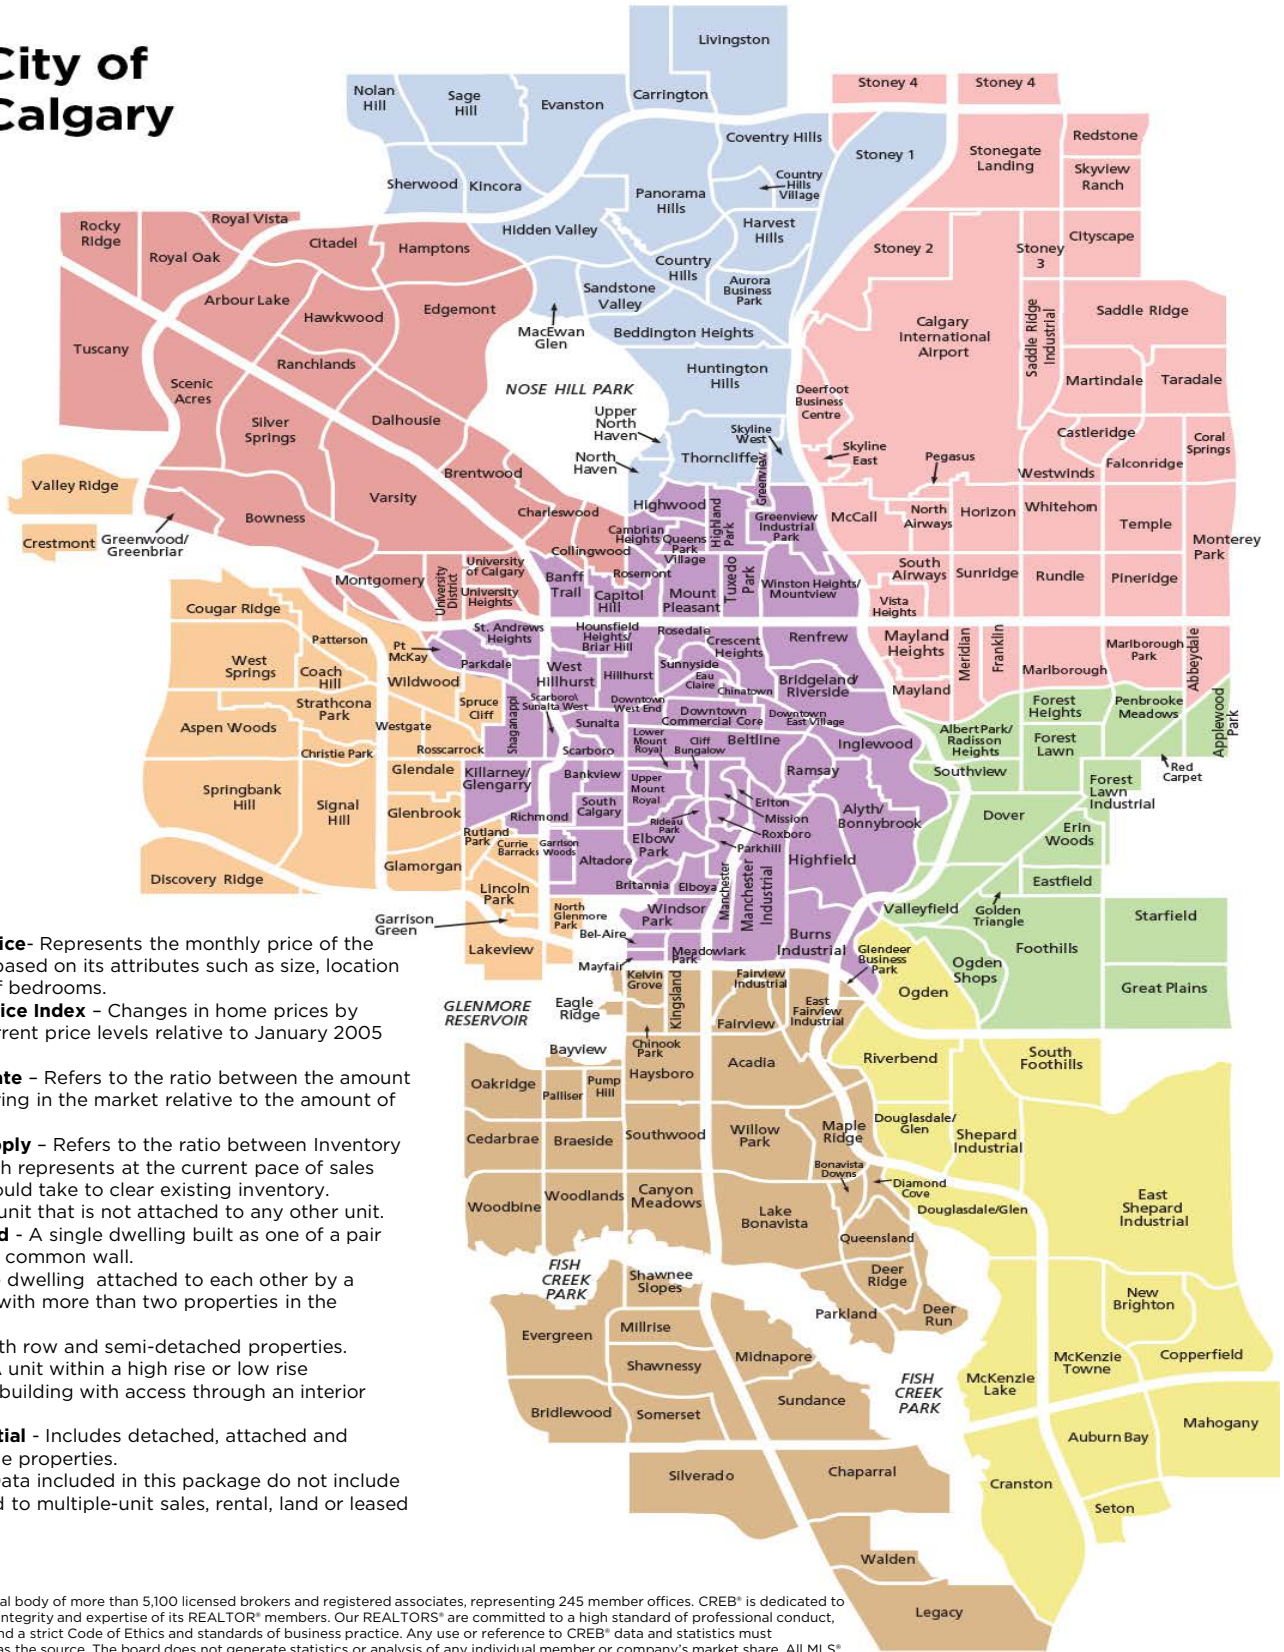 City of
Calgary
Livingston
Nolan
Hill
Sage
Hill
Evanston
Carrington
Stoney 4
Stoney 4
Coventry Hills
Stoney 1
Stonegate
Landing
Redstone
Skyview
Ranch
Sherwood
Kincora
Panorama
Hills
Country
Hills
Village
Rocky
Ridge
Royal Vista
Royal Oak
Citadel
Hamptons
Hidden Valley
Harvest
Hills
Stoney 2
Stoney
3
Cityscape
Country
Hills
Arbour Lake
Hawkwood
Edgemont
Sandstone
Valley
Aurora
Business
Park
Calgary
International
Airport
Saddle Ridge
Industrial
Saddle Ridge
Tuscany
MacEwan
Glen
Beddington Heights
Ranchlands
Scenic
Acres
NOSE HILL PARK
Huntington
Hills
Deerfoot
Business
Centre
Martindale
Taradale
Silver
Springs
Dalhousie
Upper
North
Haven
Skyline
West
Castleridge
Coral
Springs
Valley Ridge
Brentwood
North
Haven
Thorncliffe
Greenview
Skyline
East
Pegasus
Westwinds
Falconridge
Varsity
Crestmont
Greenwood/
Greenbriar
Bowness
Charleswood
Highwood
Highland
Park
Greenview
Industrial
Park
McCall
North
Airways
Horizon
Whitehorn
Temple
Monterey
Park
Cambrian
Heights
Queens
Park
Village
Collingwood
Montgomery
University
District
University
of Calgary
University
Heights
Banff
Trail
Rosemont
Capitol
Hill
Mount
Pleasant
Tuxedo
Park
Winston Heights/
Mountview
South
Airways
Sunridge
Rundle
Pineridge
Vista
Heights
Cougar Ridge
Patterson
Pt
McKay
St. Andrews
Heights
Hounsfield
Heights/
Briar Hill
Rosedale
Crescent
Heights
Renfrew
Mayland
Heights
Meridian
Franklin
Marlborough
Marlborough
Park
Abbeydale
West
Springs
Coach
Hill
Wildwood
Parkdale
West
Hillhurst
Hillhurst
Sunnyside
Eau
Claire
Chinatown
Bridgeland/
Riverside
Mayland
Strathcona
Park
Spruce
Cliff
Shaganappi
Scarboro\
Sunalta West
Downtown
West End
Downtown
Commercial Core
Downtown
East Village
Forest
Heights
Penbrooke
Meadows
Applewood
Park
Aspen Woods
Westgate
Sunalta
Christie Park
Rosscarrock
Scarboro
Lower
Mount
Royal
Cliff
Bungalow
Beltline
Inglewood
Albert Park/
Radisson
Heights
Forest
Lawn
Red
Carpet
Glendale
Killarney/
Glengarry
Bankview
Upper
Mount
Royal
Ramsay
Southview
Forest
Lawn
Industrial
Springbank
Hill
Signal
Hill
Glenbrook
Richmond
South
Calgary
Erlton
Mission
Roxboro
Rideau
Park
Alyth/
Bonnybrook
Dover
Erin
Woods
Rutland
Park
Currie
Barracks
Garrison
Woods
Altadore
Elbow
Park
Parkhill
Highfield
Discovery Ridge
Glamorgan
Lincoln
Park
Britannia
Elboya
Manchester
Manchester
Industrial
Eastfield
Garrison
Green
North
Glenmore
Park
Windsor
Park
Valleyfield
Golden
Triangle
Starfield
Lakeview
Bel-Aire
Mayfair
Meadowlark
Park
Burns
Industrial
Glendeer
Business
Park
Foothills
Ogden
Shops
Great Plains
ice- Represents the monthly price of the
based on its attributes such as size, location
f bedrooms.
ice Index – Changes in home prices by
rrent price levels relative to January 2005
ate – Refers to the ratio between the amount
ring in the market relative to the amount of
pply – Refers to the ratio between Inventory
ch represents at the current pace of sales
ould take to clear existing inventory.
unit that is not attached to any other unit.
d - A single dwelling built as one of a pair
common wall.
dwelling attached to each other by a
with more than two properties in the
th row and semi-detached properties.
A unit within a high rise or low rise
building with access through an interior
tial - Includes detached, attached and
e properties.
Data included in this package do not include
d to multiple-unit sales, rental, land or leased
GLENMORE
RESERVOIR
Eagle
Ridge
Kelvin
Grove
Kingsland
Fairview
Industrial
East
Fairview
Industrial
Ogden
Fairview
Bayview
Chinook
Park
Haysboro
Acadia
Riverbend
South
Foothills
Oakridge
Palliser
Pump
Hill
Cedarbrae
Braeside
Southwood
Willow
Park
Maple
Ridge
Douglasdale/
Glen
Shepard
Industrial
Bonavista
Downs
Diamond
Cove
Woodbine
Woodlands
Canyon
Meadows
Lake
Bonavista
Douglasdale/Glen
East
Shepard
Industrial
Queensland
FISH
CREEK
PARK
Shawnee
Slopes
Deer
Ridge
Parkland
Deer
Run
New
Brighton
Evergreen
Millrise
Shawnessy
Midnapore
McKenzie
Lake
McKenzie
Towne
Copperfield
FISH
CREEK
PARK
Bridlewood
Somerset
Sundance
Auburn Bay
Mahogany
Silverado
Chaparral
Cranston
Seton
Walden
Legacy
al body of more than 5,100 licensed brokers and registered associates, representing 245 member offices. CREB® is dedicated to
integrity and expertise of its REALTOR® members. Our REALTORS® are committed to a high standard of professional conduct,
nd a strict Code of Ethics and standards of business practice. Any use or reference to CREB® data and statistics must
as the source. The board does not generate statistics or analysis of any individual member or company's market share. All MLS®